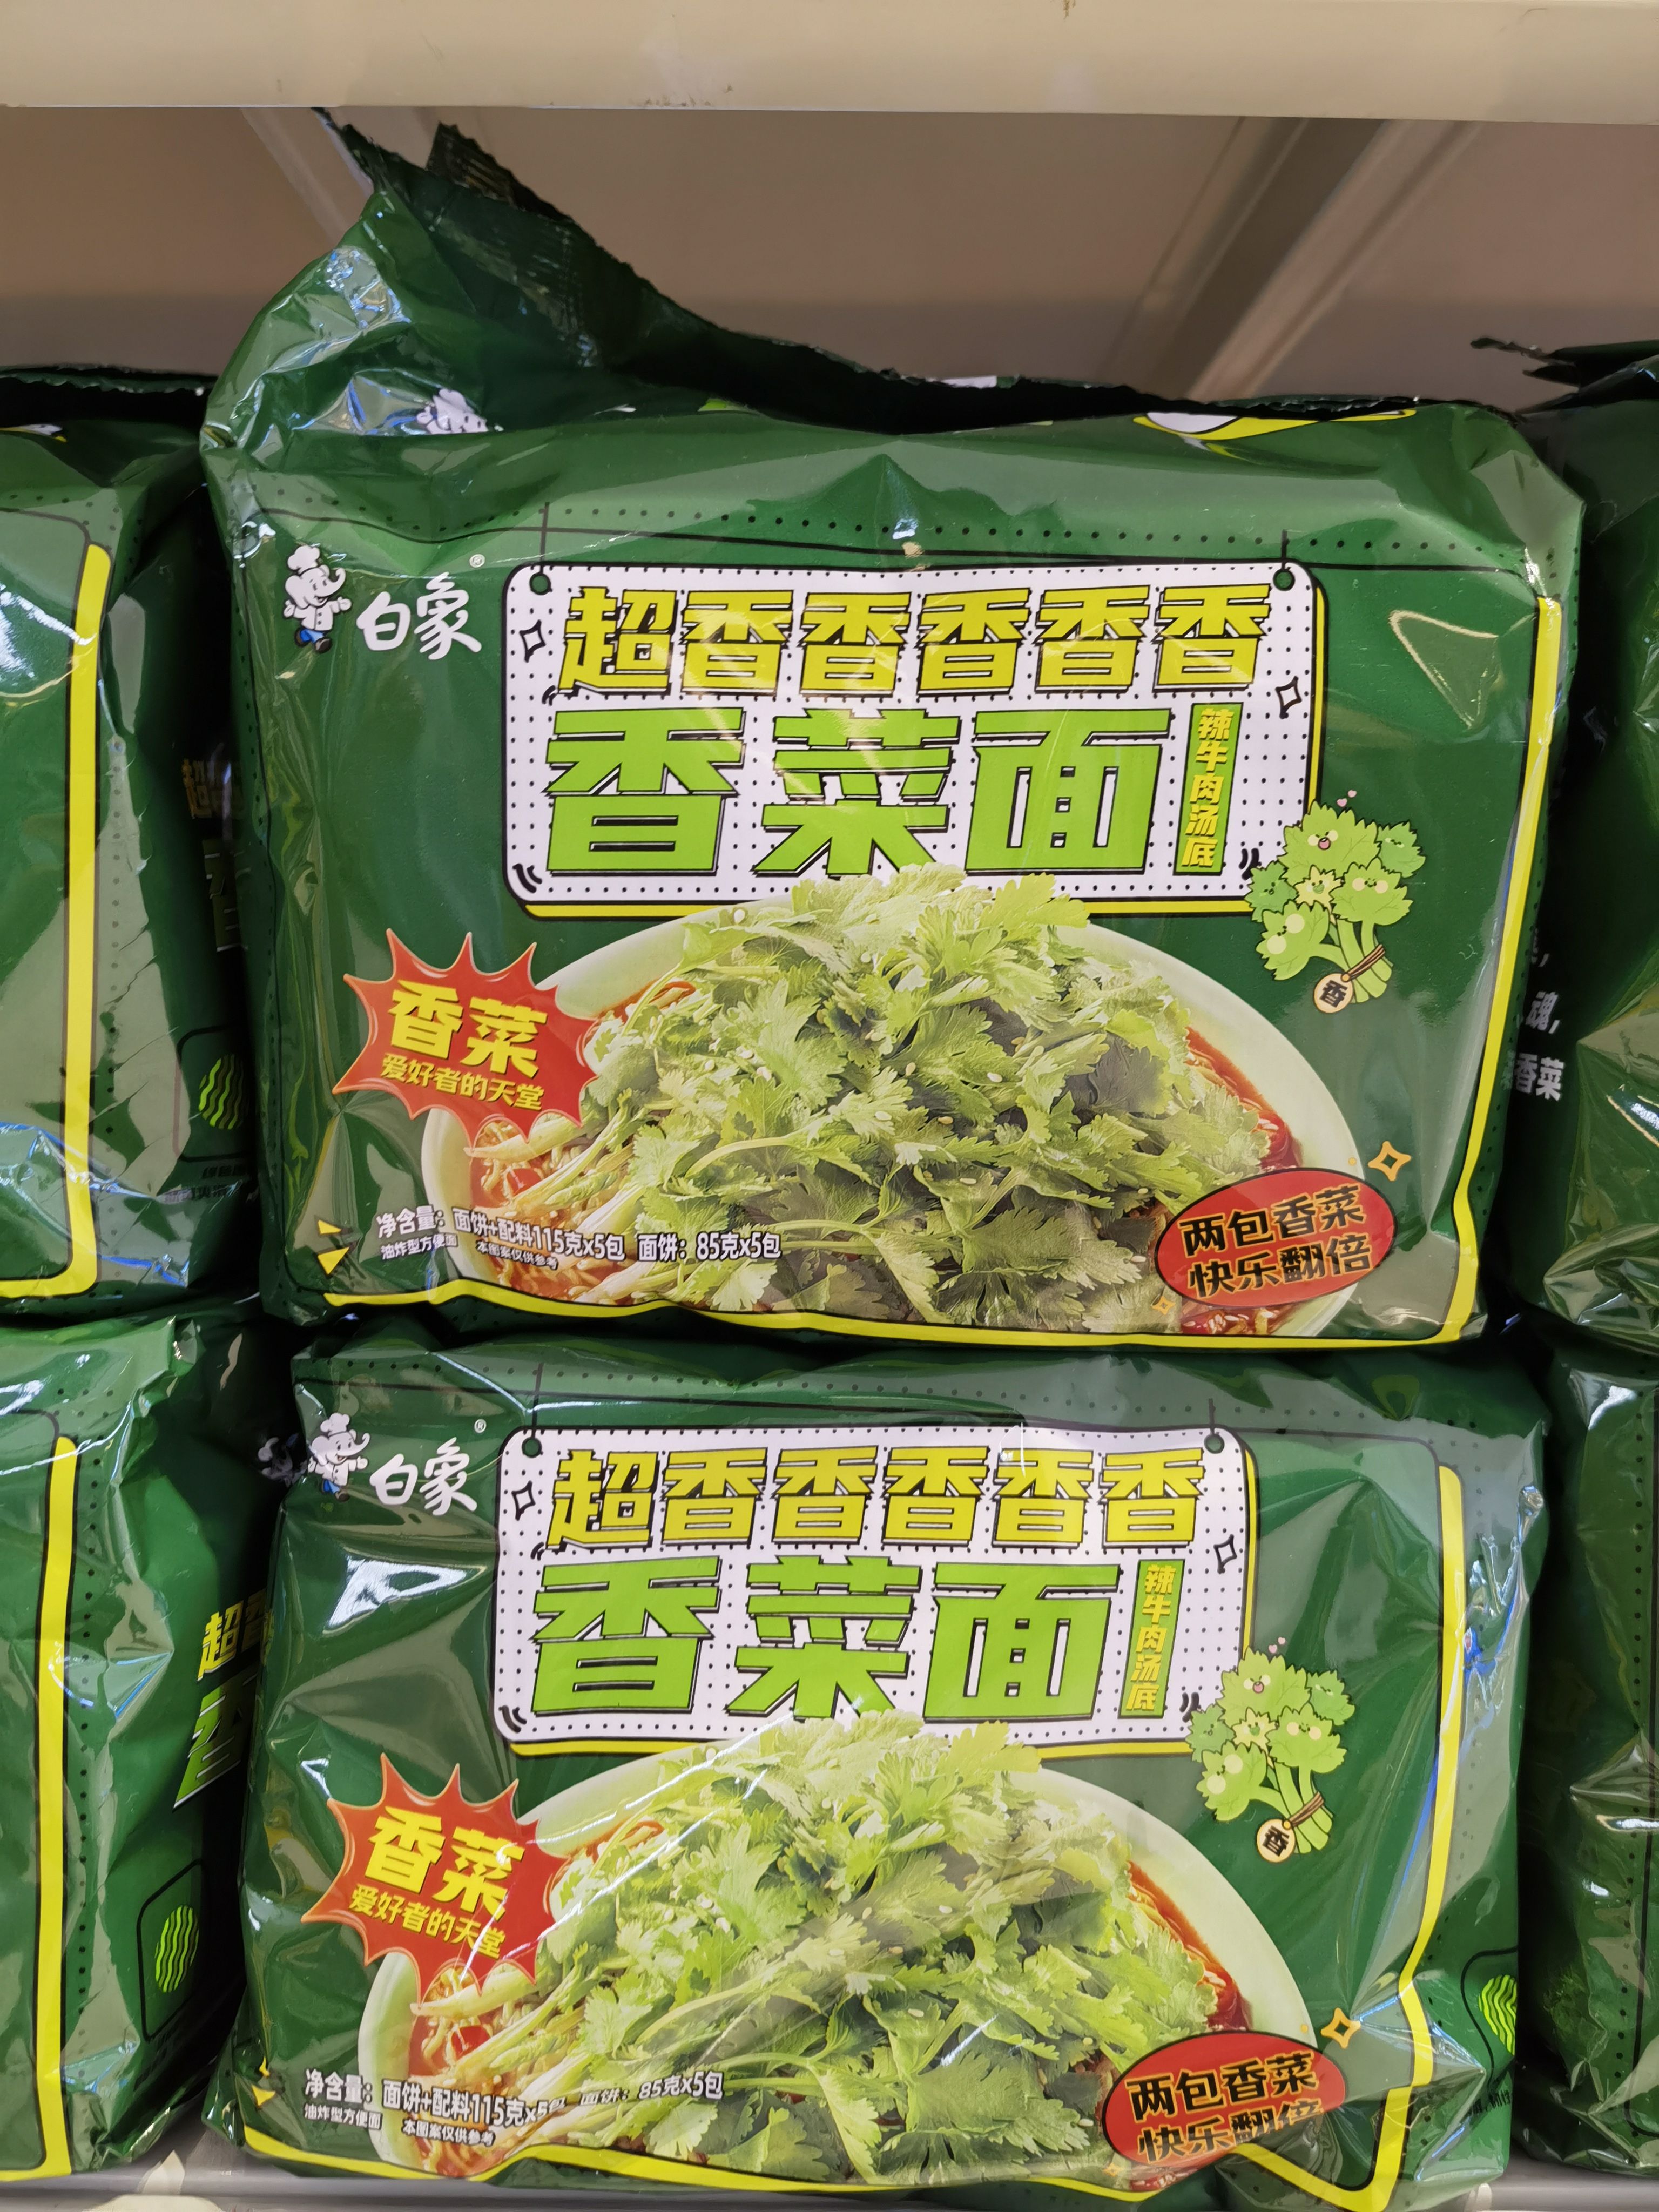 白象®
超香香香香香
香菜面
辣牛肉汤底
香
香菜
爱好者的天堂
净含量：面饼+配料115克x5包 面饼：85克x5包
油炸型方便面 本图案仅供参考
两包香菜
快乐翻倍
魂，
香菜
白象®
超香香香香香
香菜面
辣牛肉汤底
香
香菜
爱好者的天堂
净含量：面饼+配料115克x5包 面饼：85克x5包
油炸型方便面 本图案仅供参考
两包香菜
快乐翻倍
超香
香